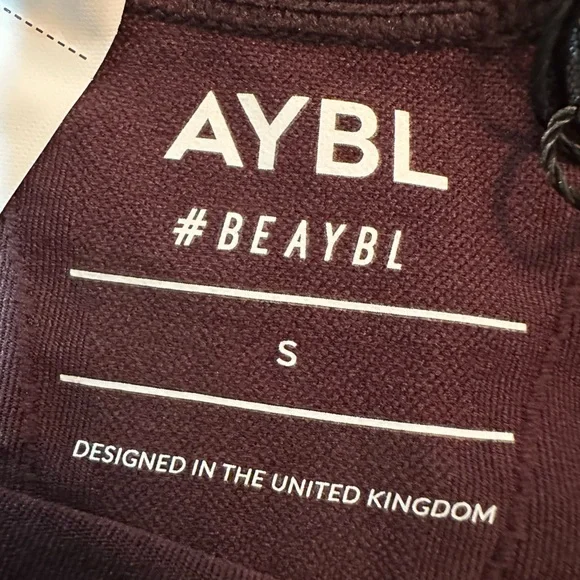 AYBL
#BEAYBL
S
DESIGNED IN THE UNITED KINGDOM